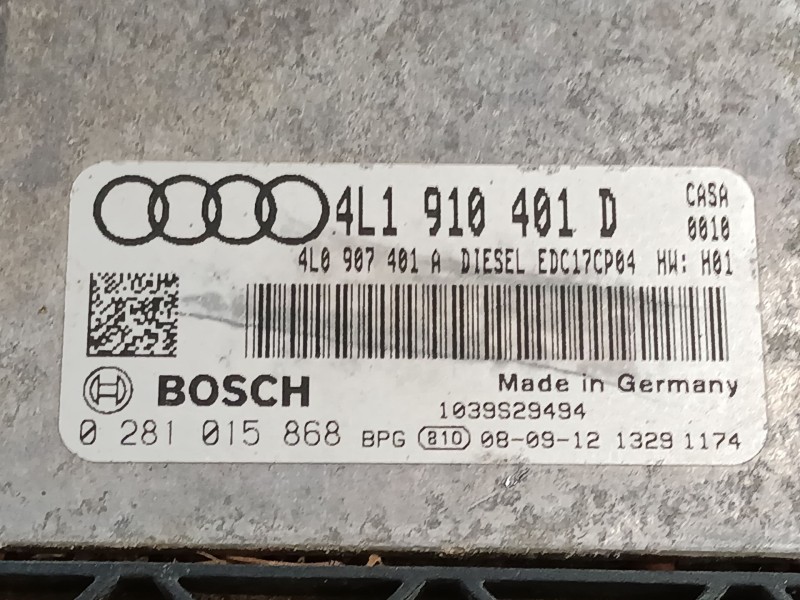 4L1 910 401 D CASA 0010
4L0 907 401 A DIESEL EDC17CP04 HW: H01
BOSCH
Made in Germany
1039S29494
0 281 015 868 BPG 810 08-09-12 1329 1174